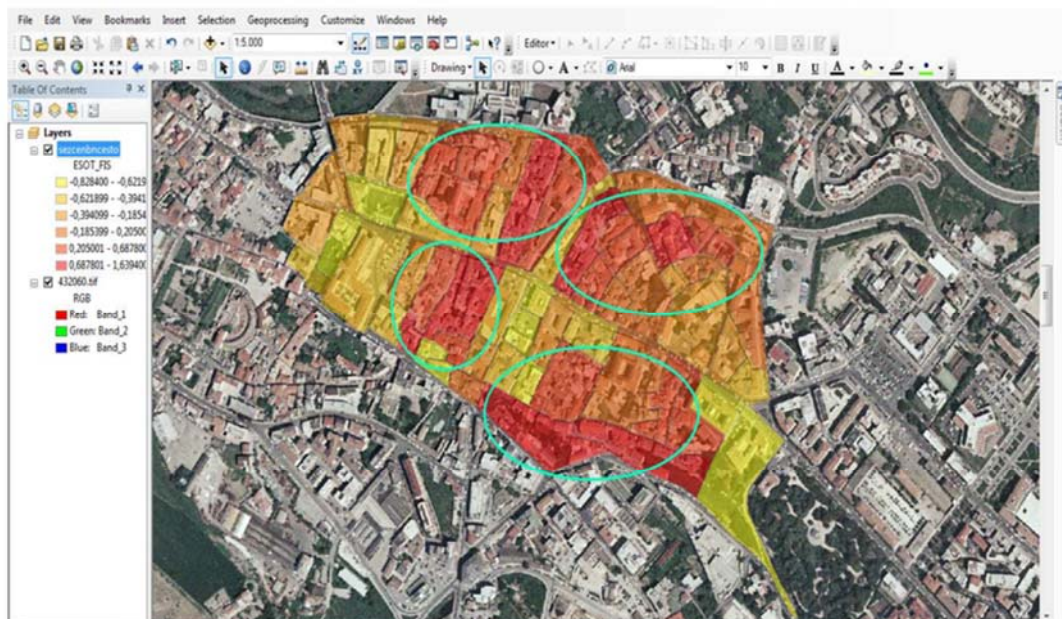 File Edit View Bookmarks Insert Selection Geoprocessing Customize Windows Help
1:5.000 Editor
Drawing A Arial 10 B I U A
Table Of Contents
Layers
sezcenbncesto
ESOT_FIS
-0,828400 - -0,6219
-0,621899 - -0,3941
-0,394099 - -0,1854
-0,185399 - 0,20500
0,205001 - 0,687800
0,687801 - 1,639400
432060.tif
RGB
Red: Band_1
Green: Band_2
Blue: Band_3